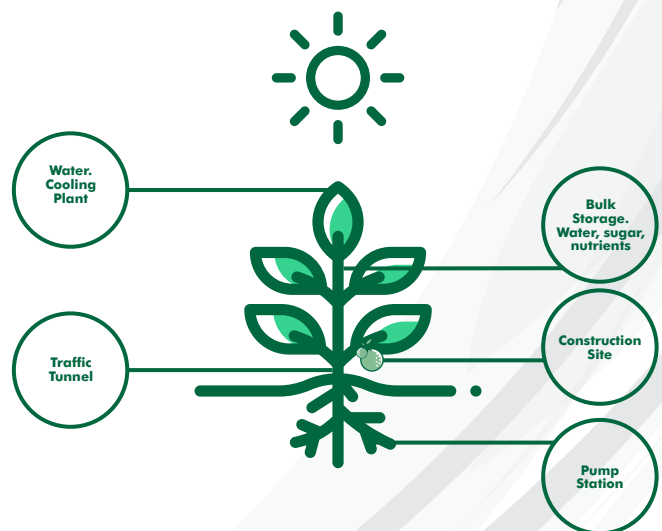 Water.
Cooling
Plant
Bulk
Storage.
Water, sugar,
nutrients
Traffic
Tunnel
Construction
Site
Pump
Station